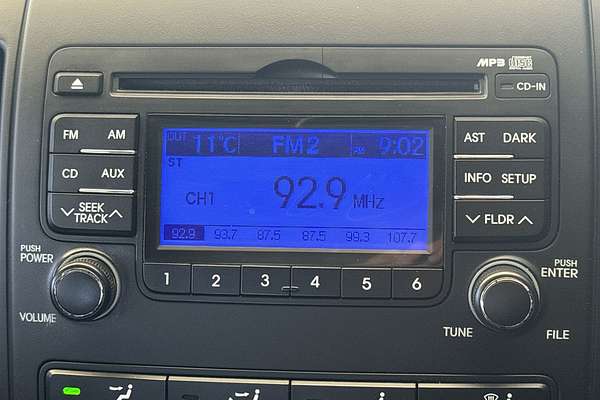 MP3 DISC
CD-IN
FM AM
CD AUX
SEEK
TRACK
OUT 11°C FM2 9:02
ST
CH1 92.9 MHz
92.9 93.7 87.5 87.5 99.3 107.7
AST DARK
INFO SETUP
FLDR
1 2 3 4 5 6
PUSH
POWER
VOLUME
PUSH
ENTER
TUNE FILE